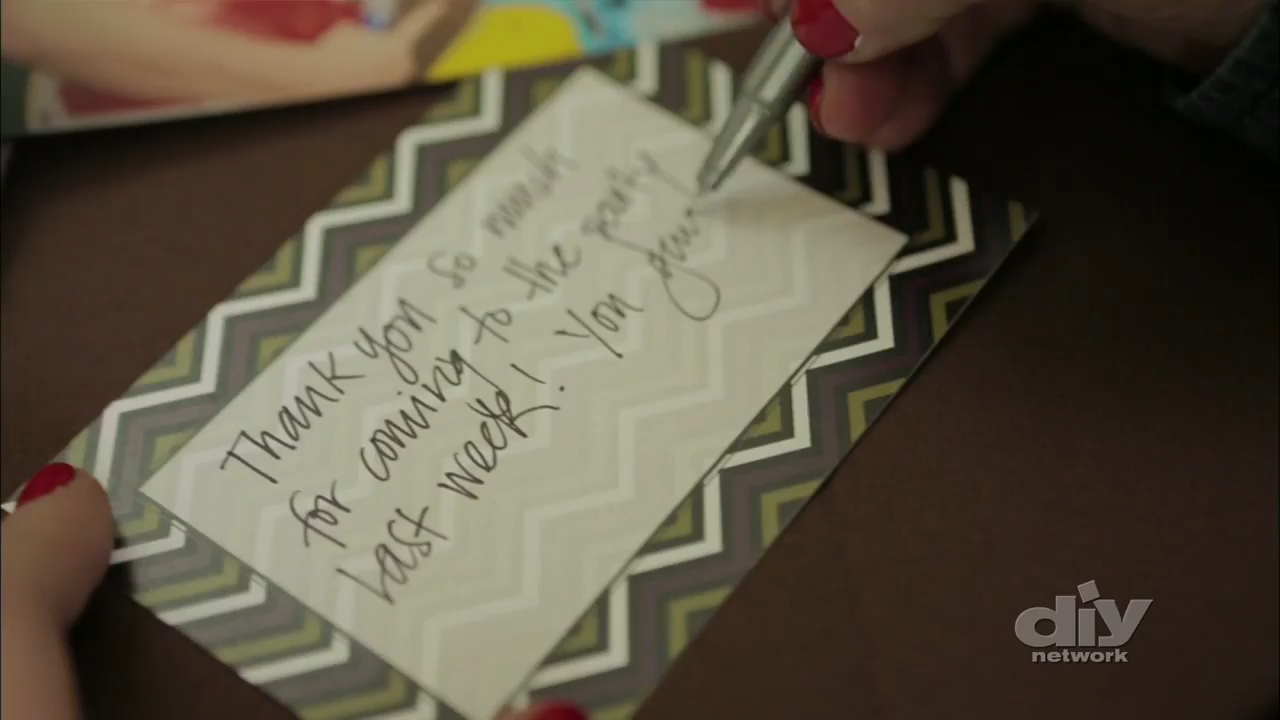 Thank you so much
for coming to the party
last week! You
diy
network